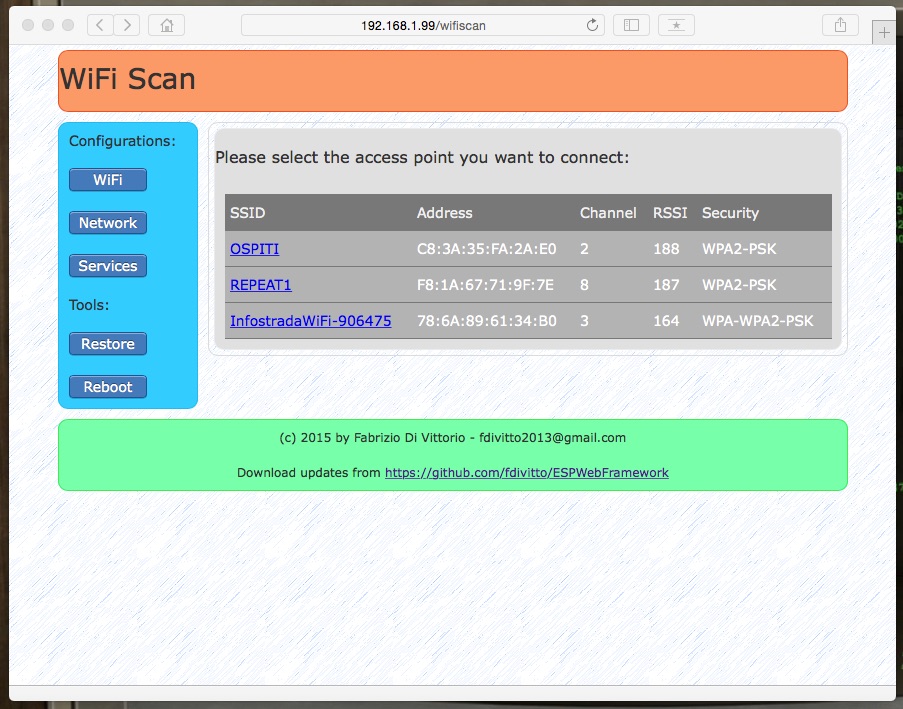 192.168.1.99/wifiscan
WiFi Scan
Configurations:
WiFi
Network
Services
Tools:
Restore
Reboot
Please select the access point you want to connect:
SSID Address Channel RSSI Security
OSPITI C8:3A:35:FA:2A:E0 2 188 WPA2-PSK
REPEAT1 F8:1A:67:71:9F:7E 8 187 WPA2-PSK
InfostradaWiFi-906475 78:6A:89:61:34:B0 3 164 WPA-WPA2-PSK
(c) 2015 by Fabrizio Di Vittorio - fdivitto2013@gmail.com
Download updates from https://github.com/fdivitto/ESPWebFramework